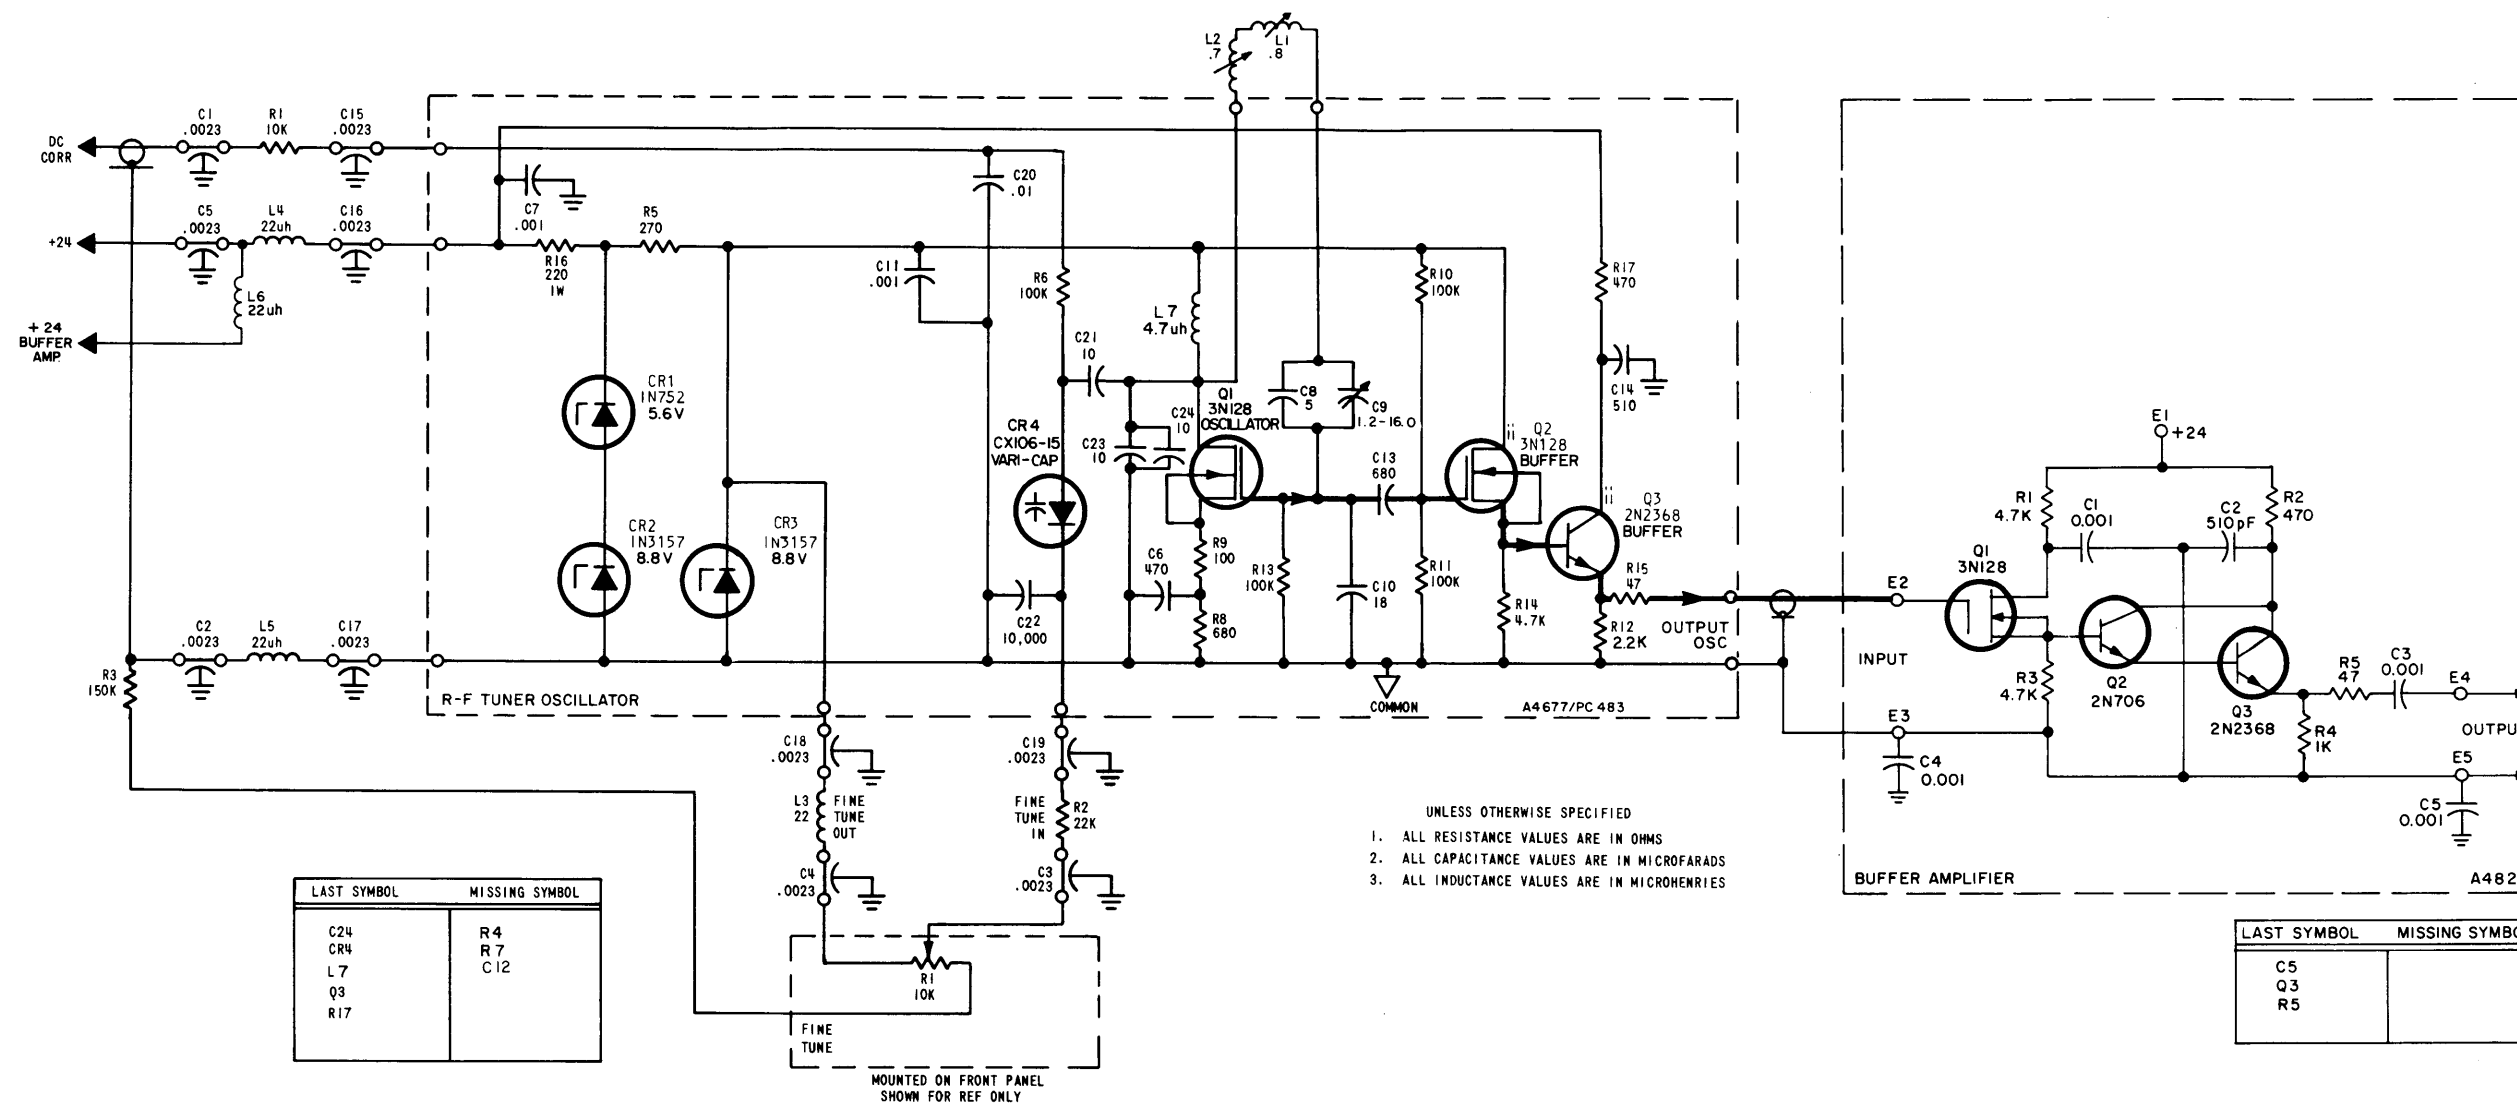 L2
.7
L1
.8
DC
CORR
C1
.0023
R1
10K
C15
.0023
C20
.01
C7
.001
+24
C5
.0023
L4
22uh
C16
.0023
R5
270
R16
220
1W
L6
22uh
+24
BUFFER
AMP.
C11
.001
R6
100K
L7
4.7uh
R10
100K
R17
470
C21
10
C14
510
CR1
1N752
5.6V
CR4
CX106-15
VARI-CAP
C23
10
C24
10
Q1
3N128
OSCILLATOR
C8
5
C9
1.2-16.0
C13
680
Q2
3N128
BUFFER
Q3
2N2368
BUFFER
CR2
1N3157
8.8V
CR3
1N3157
8.8V
C6
470
R9
100
R8
680
R13
100K
C10
18
R11
100K
R14
4.7K
R15
47
R12
2.2K
OUTPUT
OSC
C22
10,000
C2
.0023
L5
22uh
C17
.0023
R3
150K
R-F TUNER OSCILLATOR
COMMON
A4677/PC 483
C18
.0023
C19
.0023
L3
22
FINE
TUNE
OUT
FINE
TUNE
IN
R2
22K
C4
.0023
C3
.0023
R1
10K
FINE
TUNE
MOUNTED ON FRONT PANEL
SHOWN FOR REF ONLY
UNLESS OTHERWISE SPECIFIED
1. ALL RESISTANCE VALUES ARE IN OHMS
2. ALL CAPACITANCE VALUES ARE IN MICROFARADS
3. ALL INDUCTANCE VALUES ARE IN MICROHENRIES
LAST SYMBOL MISSING SYMBOL
C24 R4
CR4 R7
L7 C12
Q3
R17
E1
+24
R1
4.7K
C1
0.001
C2
510pF
R2
470
Q1
3N128
E2
INPUT
Q2
2N706
R3
4.7K
Q3
2N2368
R5
47
C3
0.001
E4
R4
1K
OUTPU
E3
C4
0.001
E5
C5
0.001
BUFFER AMPLIFIER
A482
LAST SYMBOL MISSING SYMBO
C5
Q3
R5